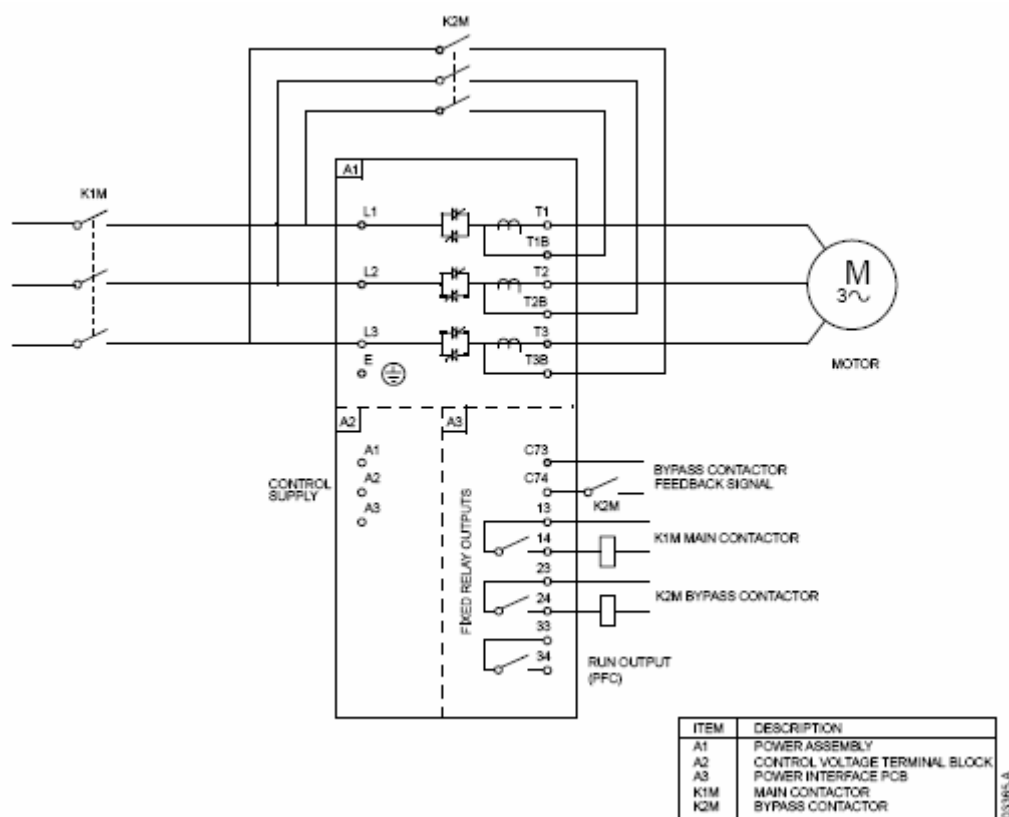 K2M
A1
K1M
L1
T1
T1B
L2
T2
T2B
L3
T3
T3B
E
M
3~
MOTOR
A2
A3
A1
A2
A3
CONTROL
SUPPLY
FIXED RELAY OUTPUTS
C73
C74
BYPASS CONTACTOR
FEEDBACK SIGNAL
K2M
13
14
K1M MAIN CONTACTOR
23
24
K2M BYPASS CONTACTOR
33
34
RUN OUTPUT
(PFC)
ITEM DESCRIPTION
A1 POWER ASSEMBLY
A2 CONTROL VOLTAGE TERMINAL BLOCK
A3 POWER INTERFACE PCB
K1M MAIN CONTACTOR
K2M BYPASS CONTACTOR